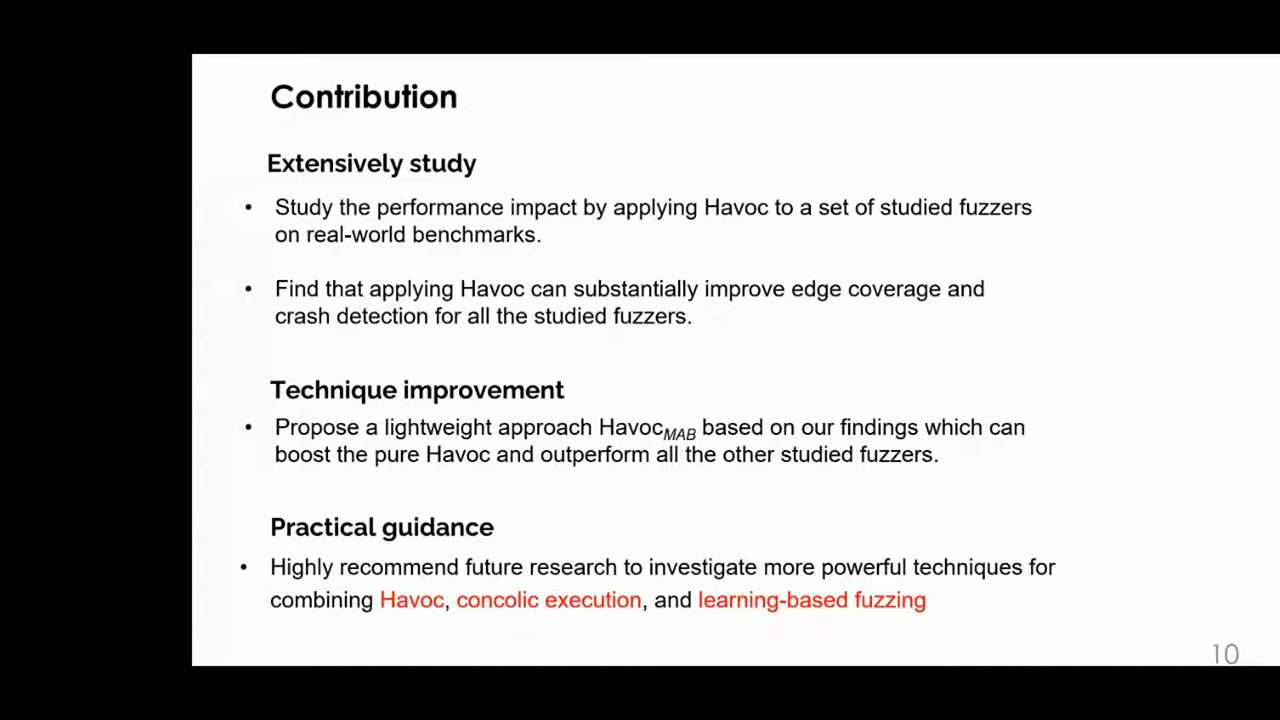 Contribution
Extensively study
• Study the performance impact by applying Havoc to a set of studied fuzzers
on real-world benchmarks.
• Find that applying Havoc can substantially improve edge coverage and
crash detection for all the studied fuzzers.
Technique improvement
• Propose a lightweight approach HavocMAB based on our findings which can
boost the pure Havoc and outperform all the other studied fuzzers.
Practical guidance
• Highly recommend future research to investigate more powerful techniques for
combining Havoc, concolic execution, and learning-based fuzzing
10